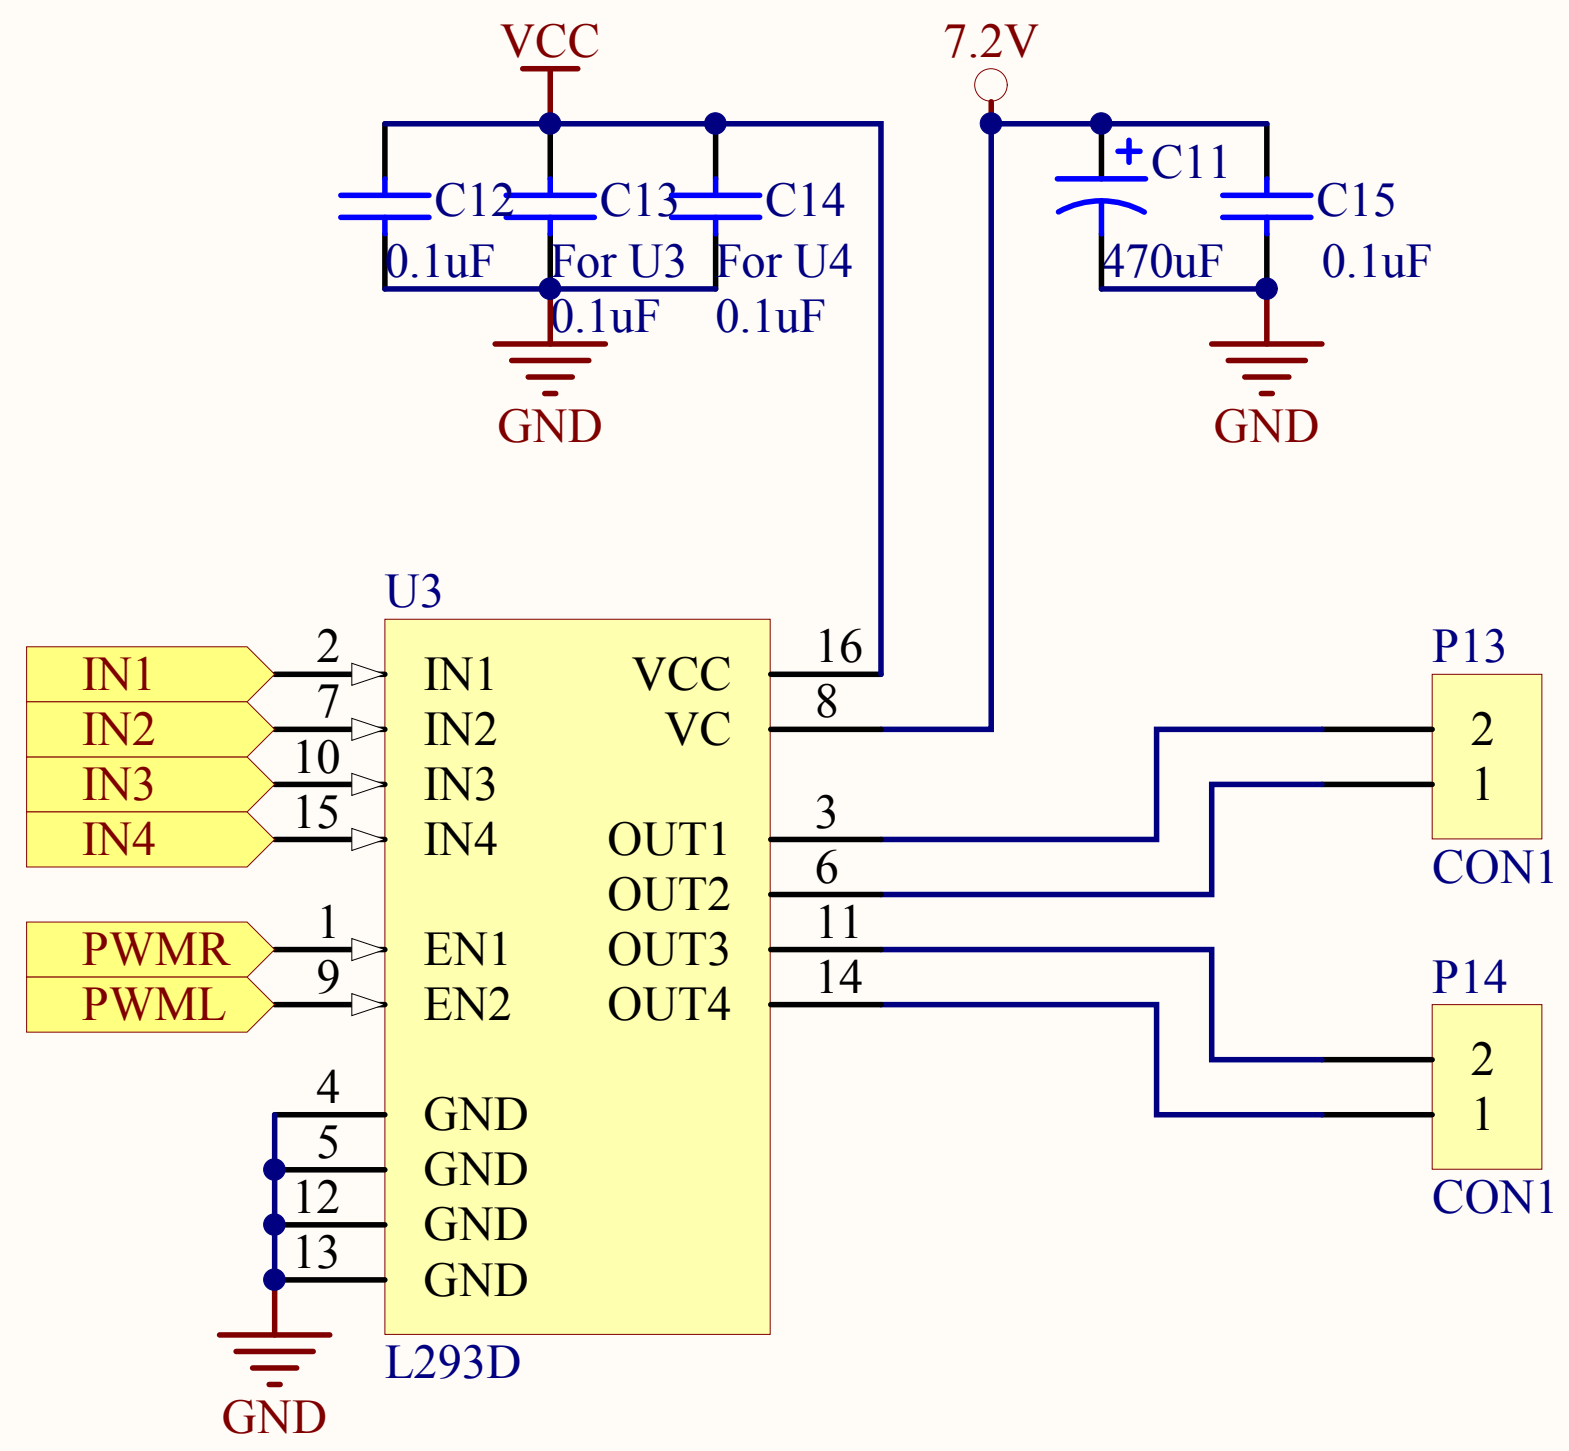 VCC
7.2V
C12
C13
C14
C11
C15
0.1uF
For U3
For U4
470uF
0.1uF
0.1uF
0.1uF
GND
GND
U3
IN1
2
IN1
VCC
16
P13
IN2
7
IN2
VC
8
2
IN3
10
IN3
1
IN4
15
IN4
OUT1
3
CON1
OUT2
6
PWMR
1
EN1
OUT3
11
P14
PWML
9
EN2
OUT4
14
2
4
GND
1
5
GND
CON1
12
GND
13
GND
L293D
GND